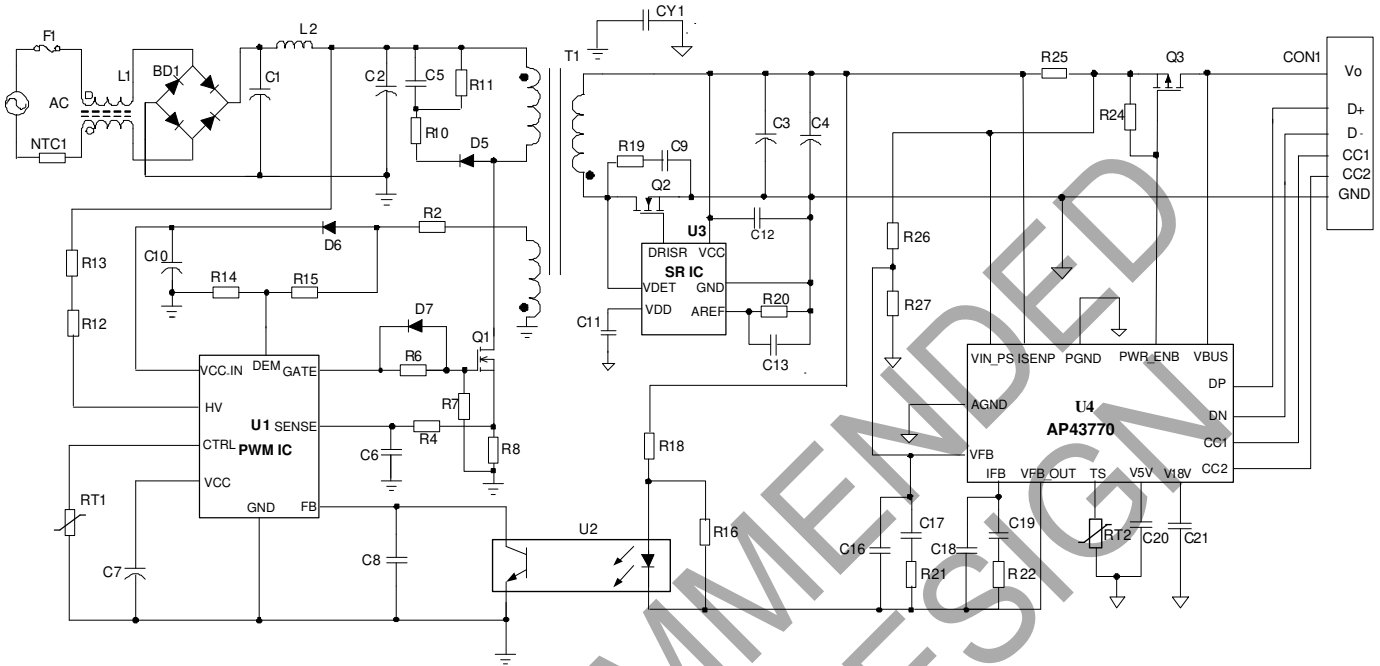 CY1
F1
L2
T1
L1
BD1
C1
C2
C5
R11
AC
NTC1
R10
D5
R25
Q3
CON1
Vo
D+
D -
CC1
CC2
GND
R24
C3
C4
R19
C9
Q2
R2
D6
C10
R13
R14
R15
R12
U3
C12
DRISR
VCC
SR IC
VDET
GND
VDD
AREF
R20
C11
C13
R26
R27
D7
Q1
R6
R7
VCC.IN
DEM
GATE
HV
U1
SENSE
R4
CTRL
PWM IC
C6
R8
VCC
GND
FB
RT1
C7
C8
U2
R18
R16
VIN_PS
ISENP
PGND
PWR_ENB
VBUS
DP
AGND
U4
AP43770
DN
CC1
VFB
CC2
IFB
VFB_OUT
TS
V5V
V18V
C16
C17
C18
C19
R21
R22
RT2
C20
C21
MMENDED
ESIGN